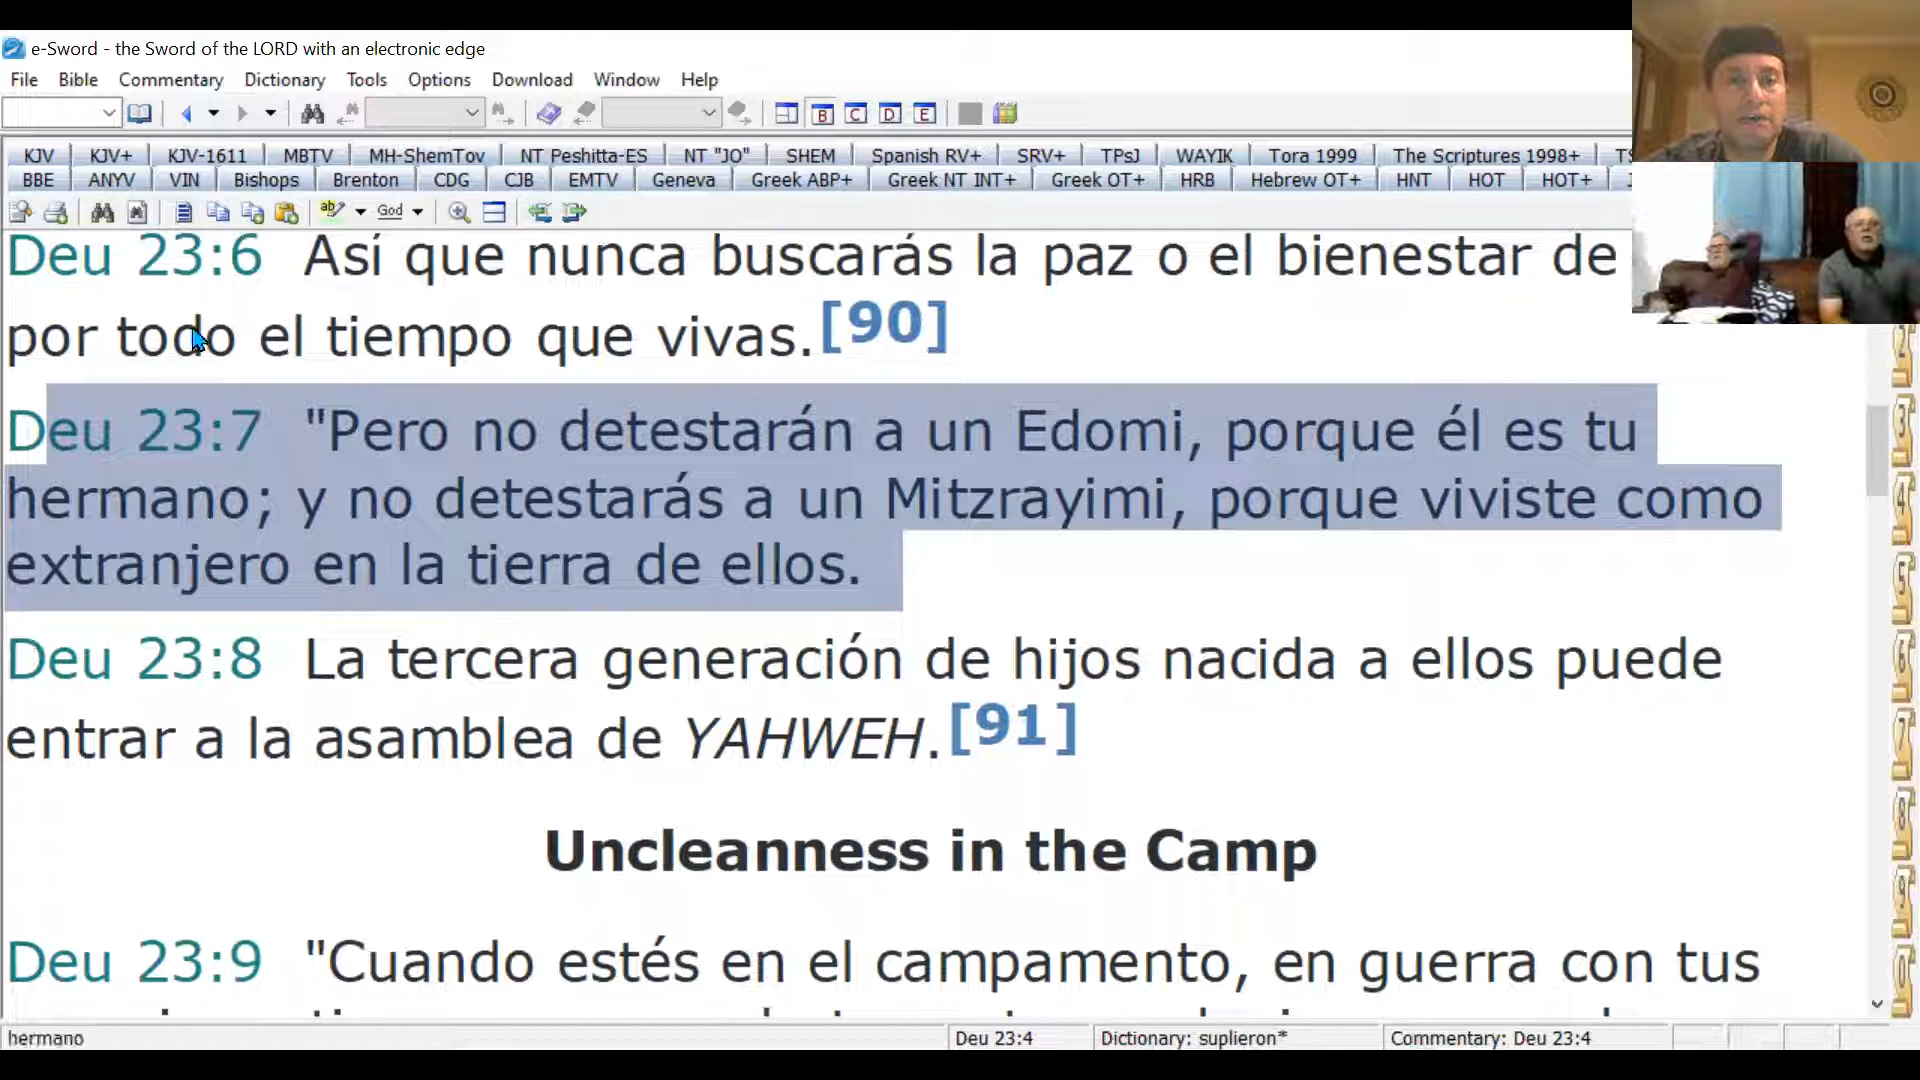 e-Sword - the Sword of the LORD with an electronic edge
File Bible Commentary Dictionary Tools Options Download Window Help
B C D E
KJV KJV+ KJV-1611 MBTV MH-ShemTov NT Peshitta-ES NT "JO" SHEM Spanish RV+ SRV+ TPsJ WAYIK Tora 1999 The Scriptures 1998+
BBE ANYV VIN Bishops Brenton CDG CJB EMTV Geneva Greek ABP+ Greek NT INT+ Greek OT+ HRB Hebrew OT+ HNT HOT HOT+
ab God
Deu 23:6 Así que nunca buscarás la paz o el bienestar de
por todo el tiempo que vivas.[90]
Deu 23:7 "Pero no detestarán a un Edomi, porque él es tu
hermano; y no detestarás a un Mitzrayimi, porque viviste como
extranjero en la tierra de ellos.
Deu 23:8 La tercera generación de hijos nacida a ellos puede
entrar a la asamblea de YAHWEH.[91]
Uncleanness in the Camp
Deu 23:9 "Cuando estés en el campamento, en guerra con tus
hermano Deu 23:4 Dictionary: suplieron* Commentary: Deu 23:4